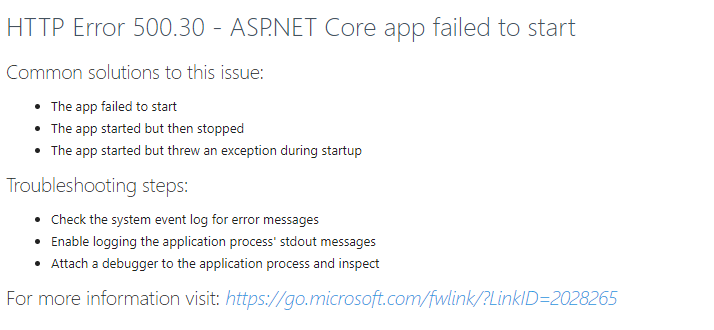 HTTP Error 500.30 - ASP.NET Core app failed to start
Common solutions to this issue:
• The app failed to start
• The app started but then stopped
• The app started but threw an exception during startup
Troubleshooting steps:
• Check the system event log for error messages
• Enable logging the application process' stdout messages
• Attach a debugger to the application process and inspect
For more information visit: https://go.microsoft.com/fwlink/?LinkID=2028265